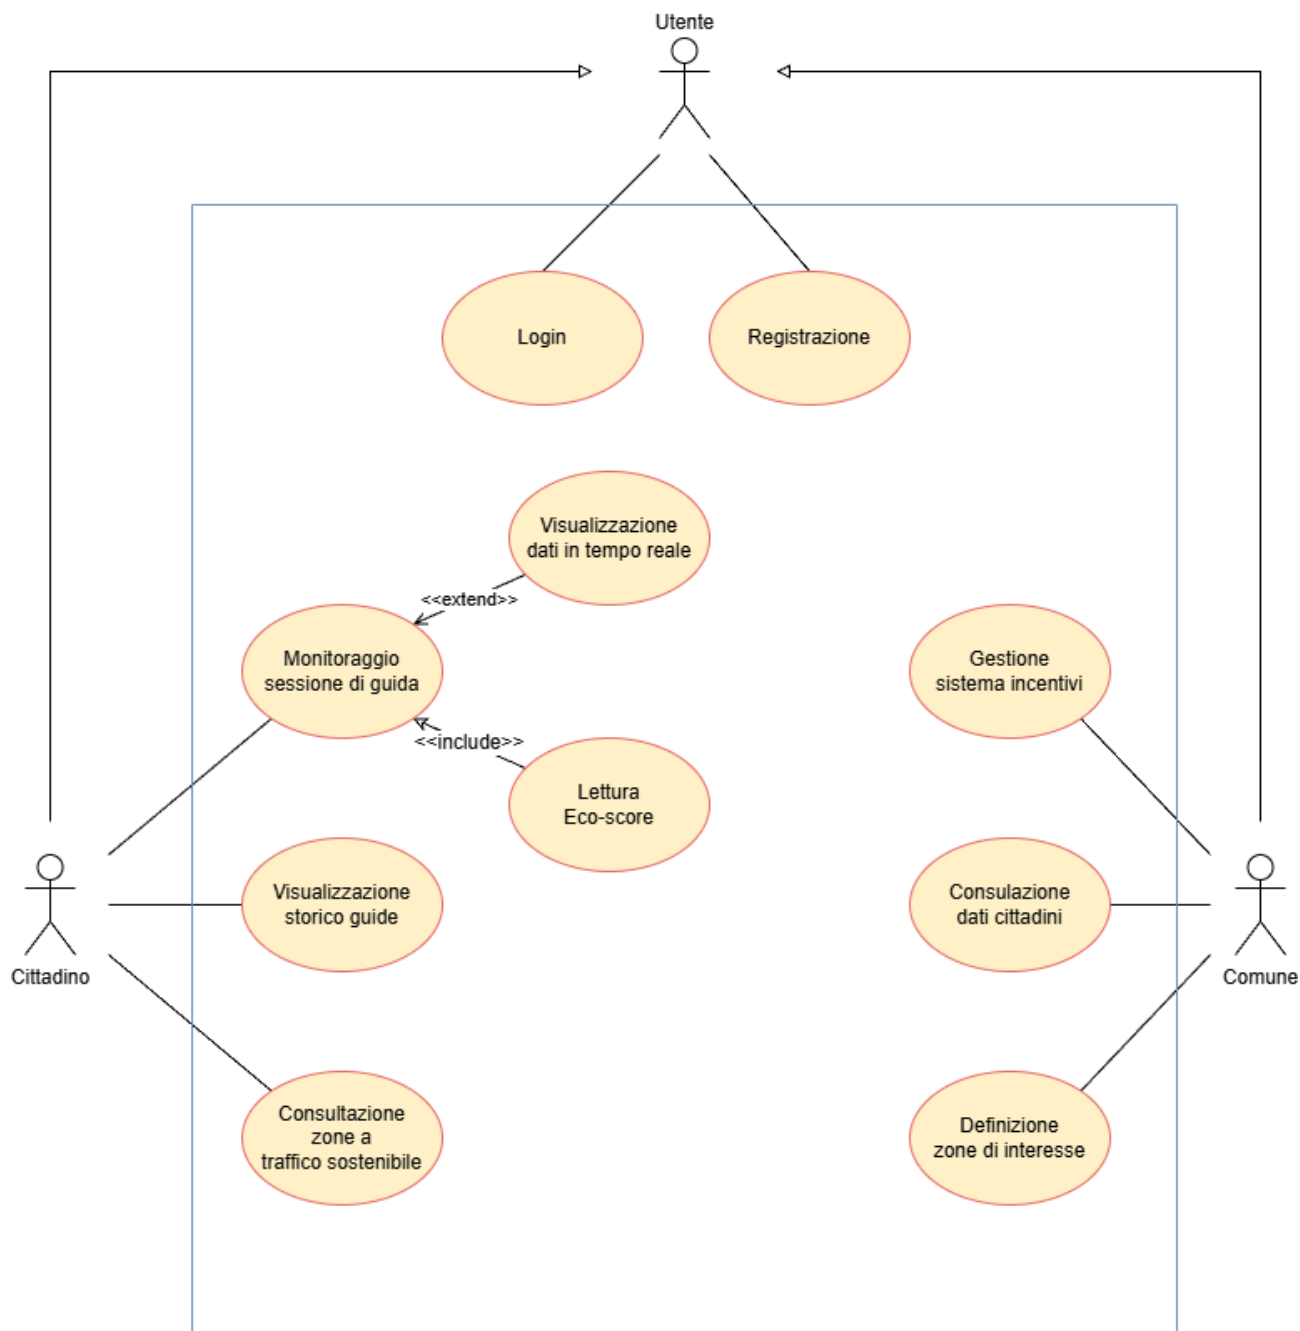 Utente
Login
Registrazione
Visualizzazione
dati in tempo reale
<<extend>>
Monitoraggio
sessione di guida
Gestione
sistema incentivi
<<include>>
Lettura
Eco-score
Visualizzazione
storico guide
Consulazione
dati cittadini
Cittadino
Comune
Consultazione
zone a
traffico sostenibile
Definizione
zone di interesse